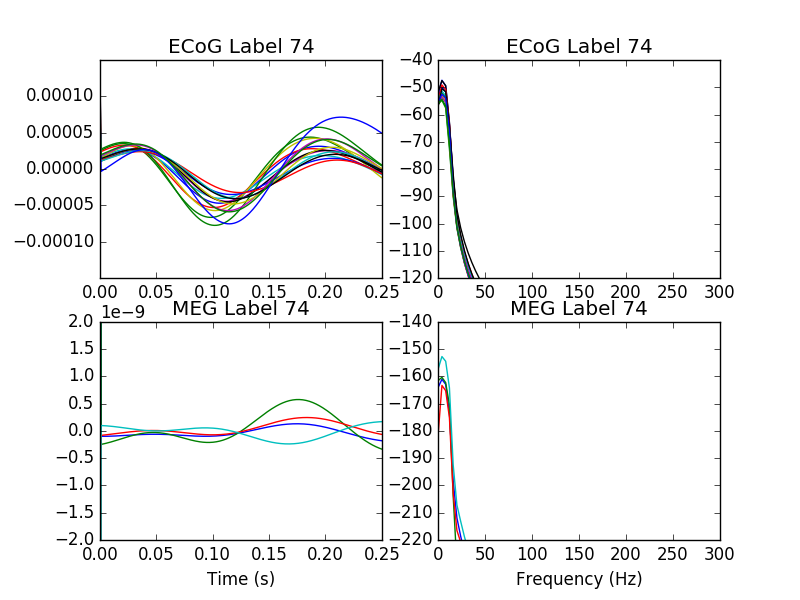 ECoG Label 74
0.00010
0.00005
0.00000
−0.00005
−0.00010
0.00 0.05 0.10 0.15 0.20 0.25
ECoG Label 74
−40
−50
−60
−70
−80
−90
−100
−110
−120
0 50 100 150 200 250 300
MEG Label 74
1e−9
2.0
1.5
1.0
0.5
0.0
−0.5
−1.0
−1.5
−2.0
0.00 0.05 0.10 0.15 0.20 0.25
Time (s)
MEG Label 74
−140
−150
−160
−170
−180
−190
−200
−210
−220
0 50 100 150 200 250 300
Frequency (Hz)